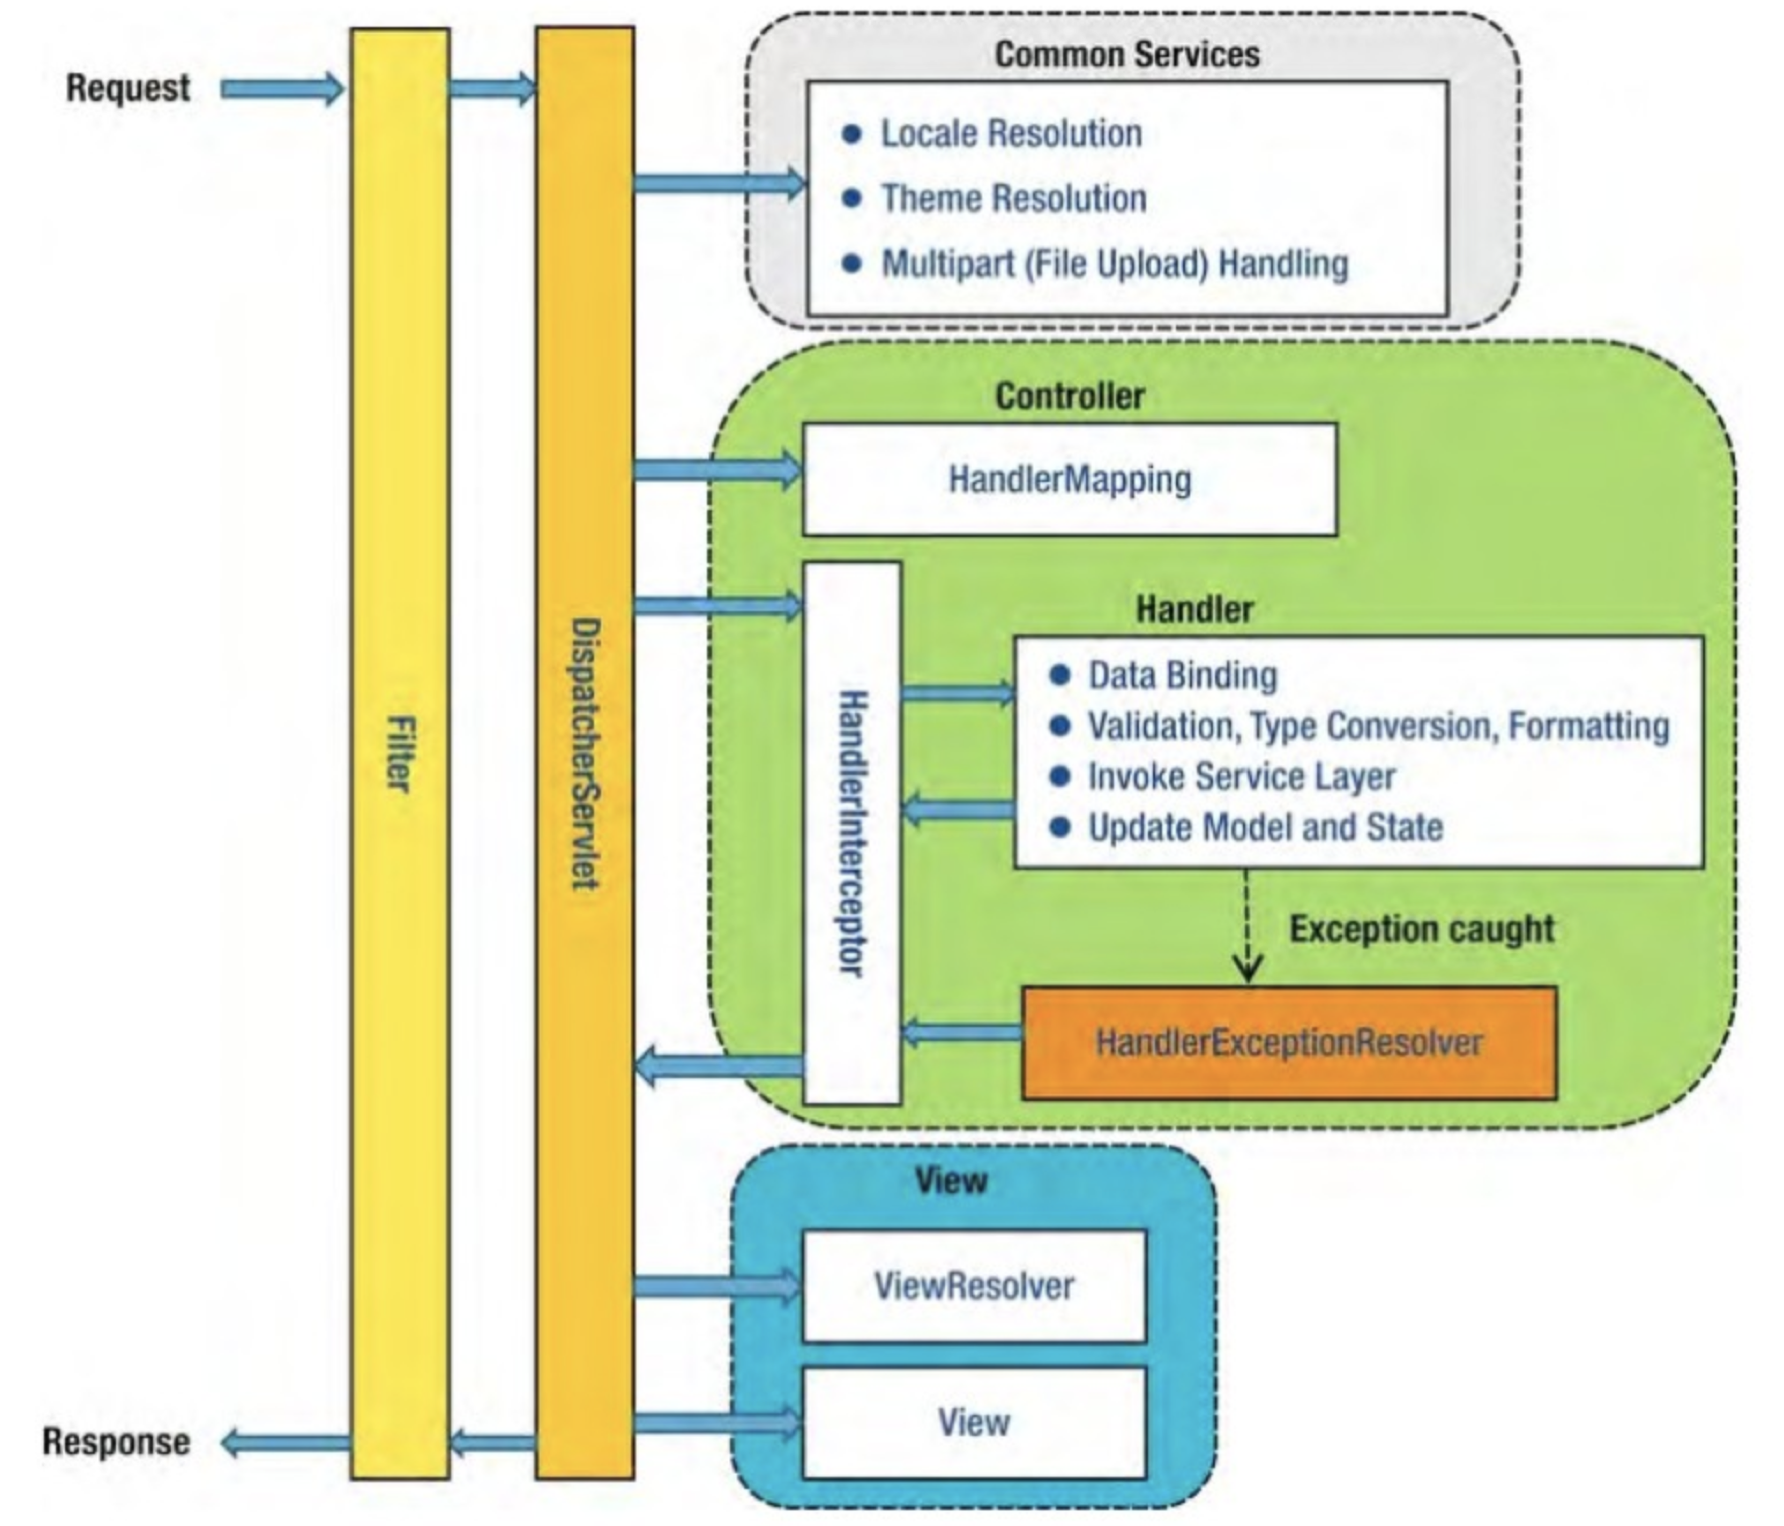 Request
Filter
DispatcherServlet
Common Services
Locale Resolution
Theme Resolution
Multipart (File Upload) Handling
Controller
HandlerMapping
HandlerInterceptor
Handler
Data Binding
Validation, Type Conversion, Formatting
Invoke Service Layer
Update Model and State
Exception caught
HandlerExceptionResolver
View
ViewResolver
View
Response